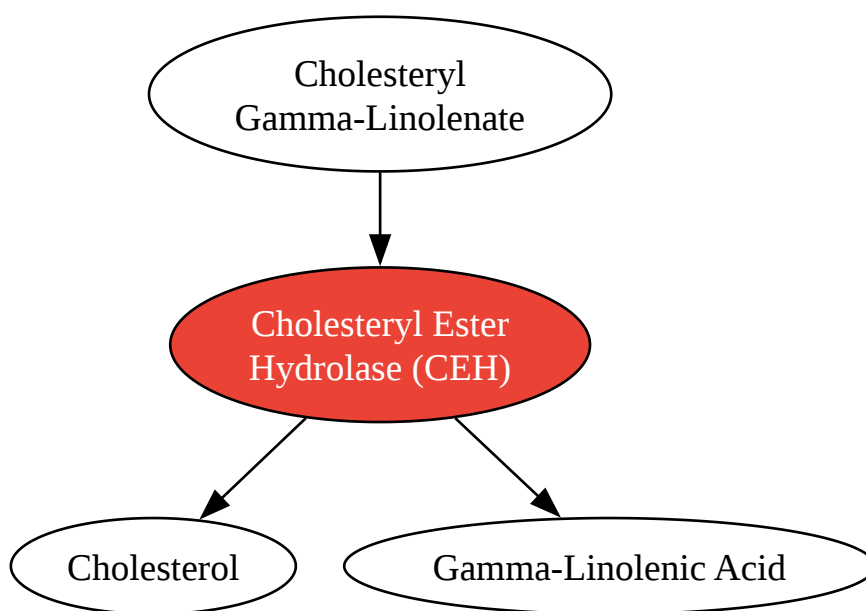 Cholesteryl
Gamma-Linolenate
Cholesteryl Ester
Hydrolase (CEH)
Cholesterol
Gamma-Linolenic Acid